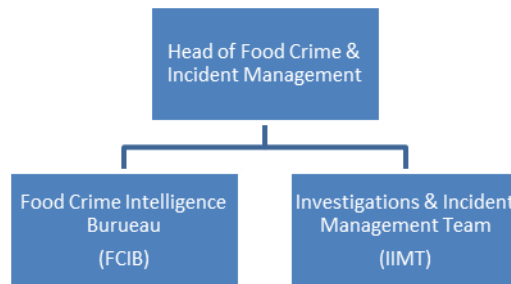 Head of Food Crime &
Incident Management
Food Crime Intelligence
Burueau
(FCIB)
Investigations & Incident
Management Team
(IIMT)